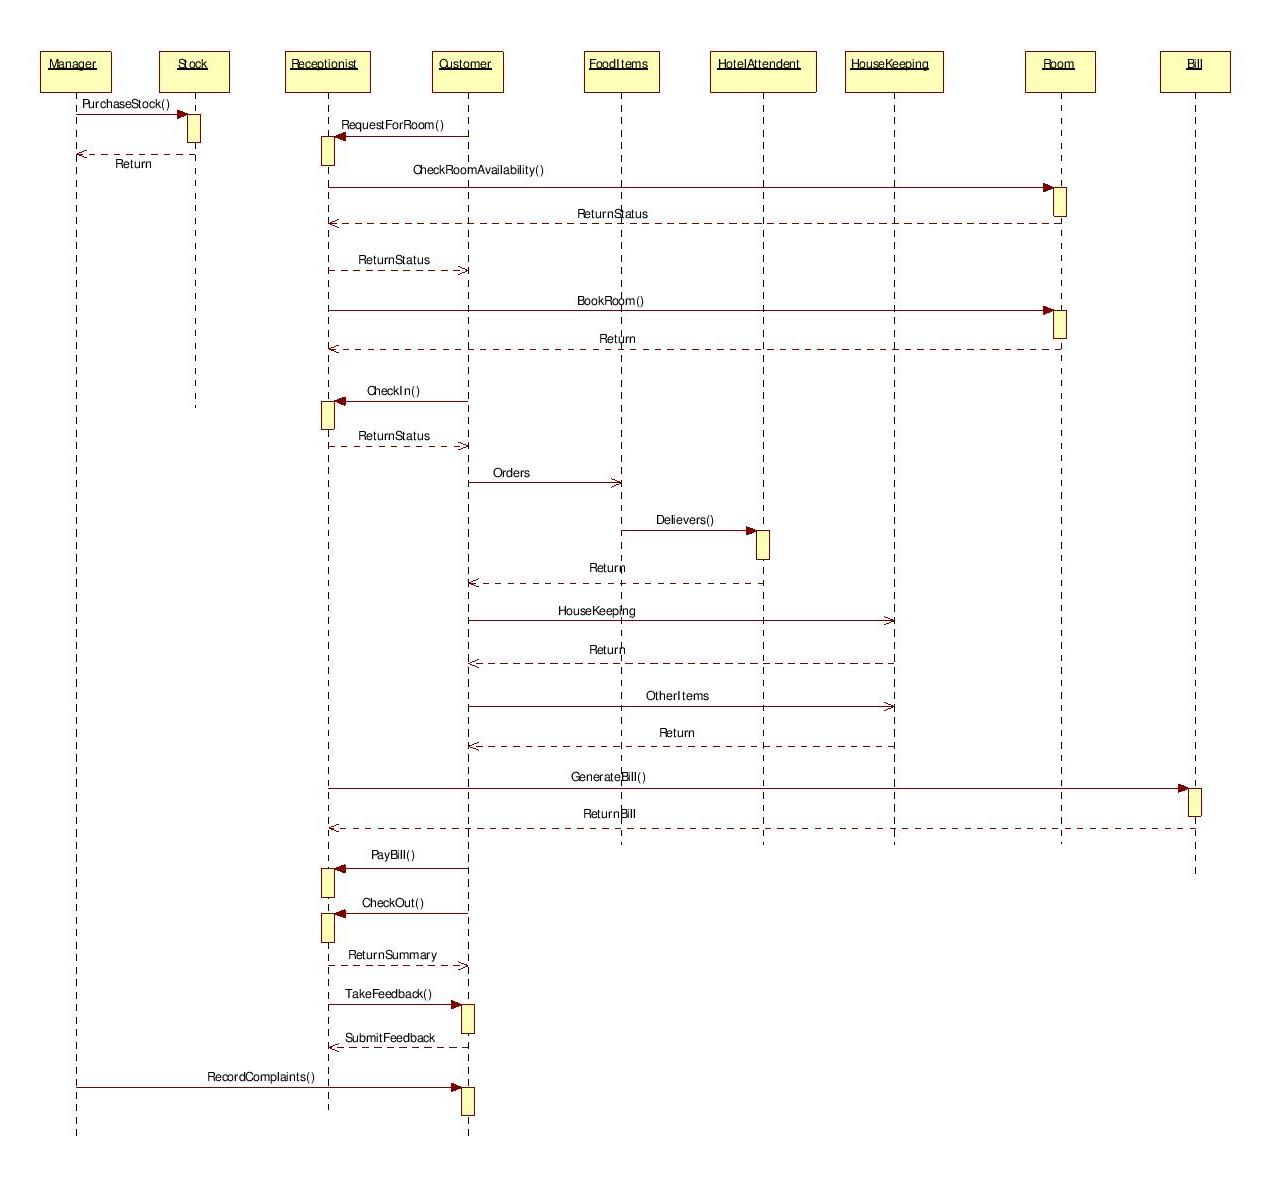 Manager
Stock
Receptionist
Customer
FoodItems
HotelAttendent
HouseKeeping
Room
Bill
PurchaseStock()
RequestForRoom()
Return
CheckRoomAvailability()
ReturnStatus
ReturnStatus
BookRoom()
Return
CheckIn()
ReturnStatus
Orders
Delievers()
Return
HouseKeeping
Return
OtherItems
Return
GenerateBill()
ReturnBill
PayBill()
CheckOut()
ReturnSummary
TakeFeedback()
SubmitFeedback
RecordComplaints()